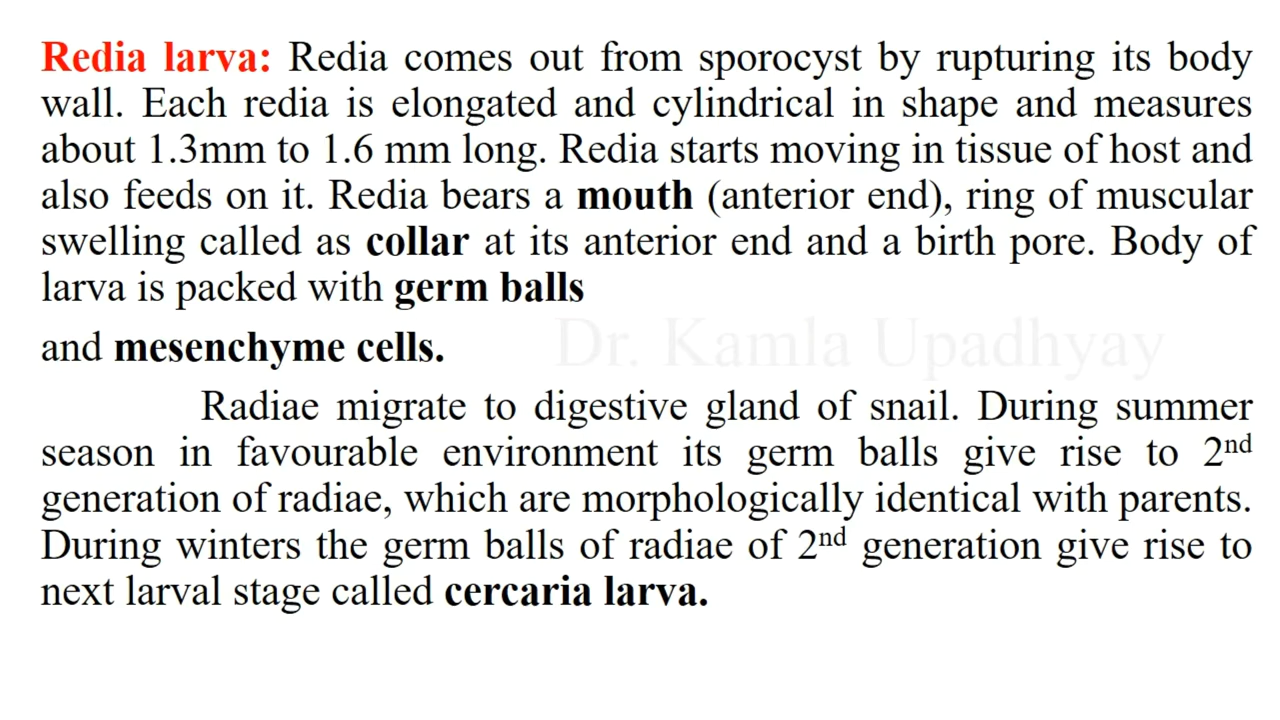 Redia larva: Redia comes out from sporocyst by rupturing its body
wall. Each redia is elongated and cylindrical in shape and measures
about 1.3mm to 1.6 mm long. Redia starts moving in tissue of host and
also feeds on it. Redia bears a mouth (anterior end), ring of muscular
swelling called as collar at its anterior end and a birth pore. Body of
larva is packed with germ balls
and mesenchyme cells.
Dr. Kamla Upadhyay
Radiae migrate to digestive gland of snail. During summer
season in favourable environment its germ balls give rise to 2nd
generation of radiae, which are morphologically identical with parents.
During winters the germ balls of radiae of 2nd generation give rise to
next larval stage called cercaria larva.